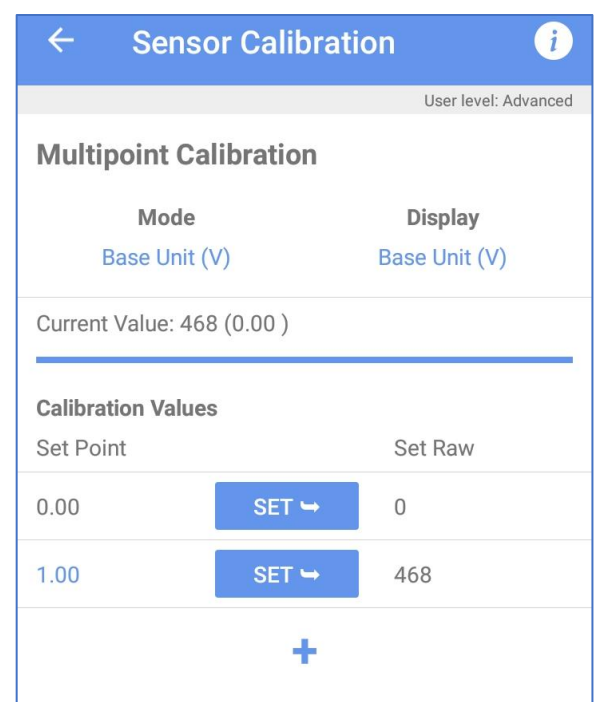 ← Sensor Calibration i
User level: Advanced
Multipoint Calibration
Mode Display
Base Unit (V) Base Unit (V)
Current Value: 468 (0.00 )
Calibration Values
Set Point Set Raw
0.00 SET ➥ 0
1.00 SET ➥ 468
+